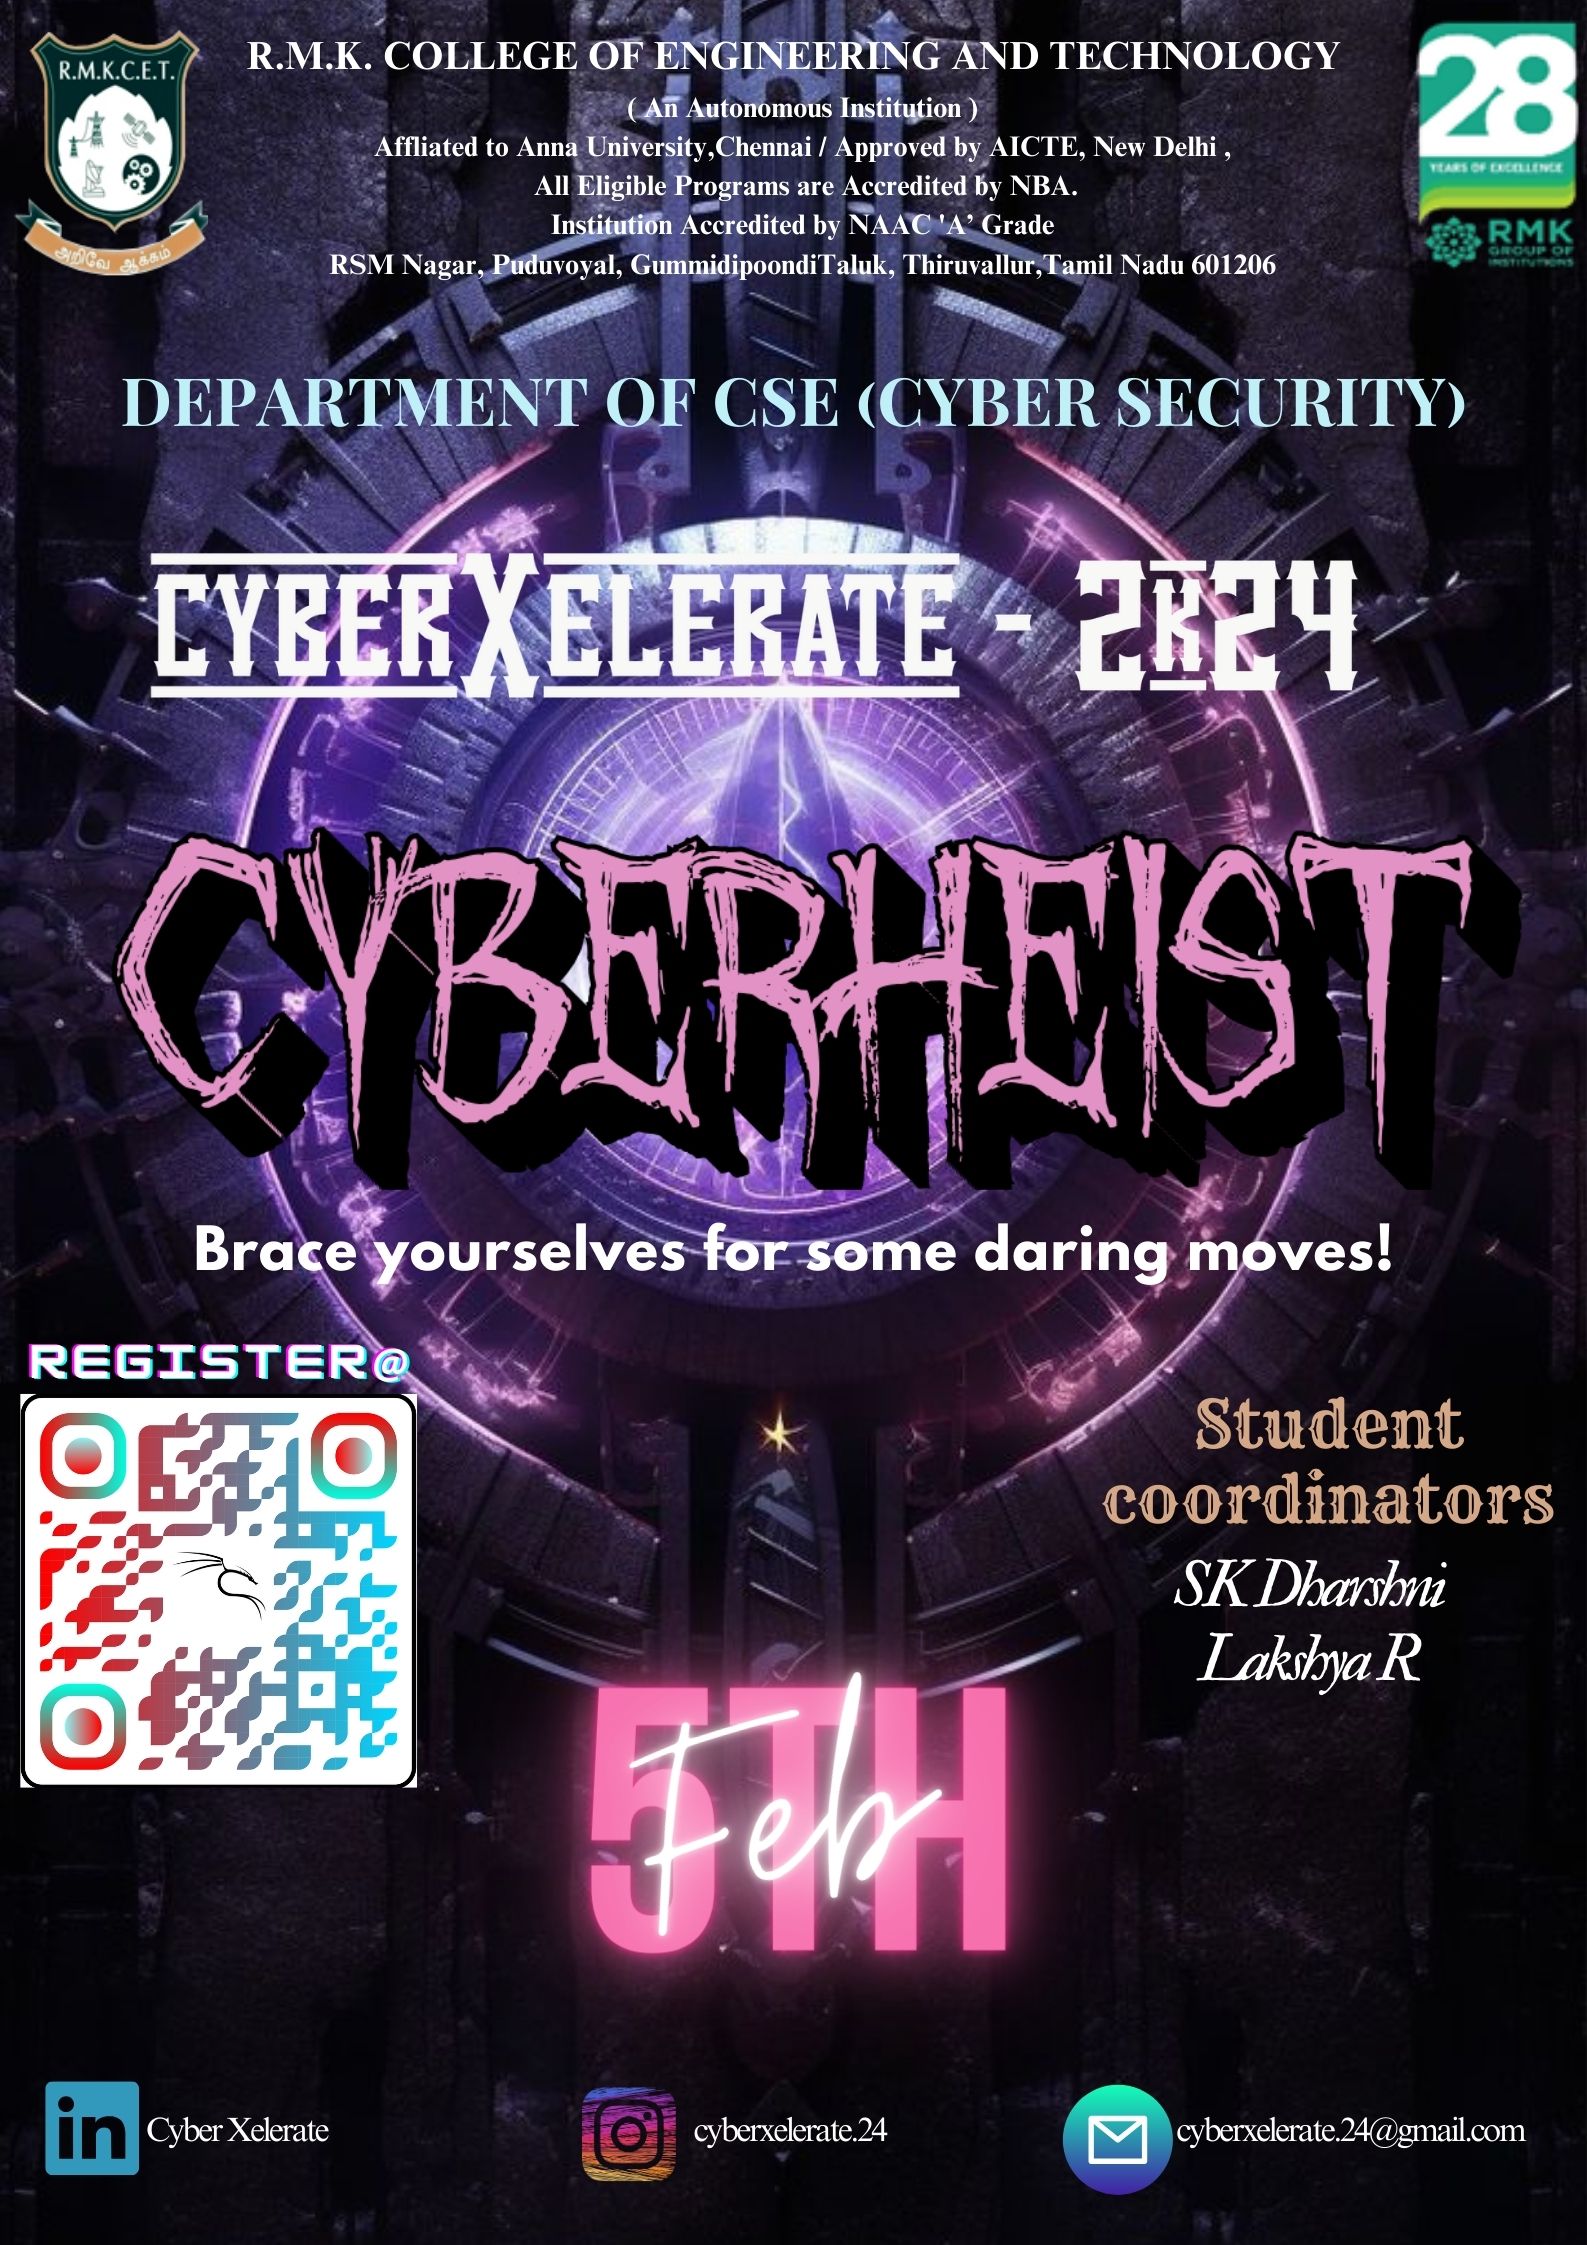 R.M.K.C.E.T.
அறிவே ஆக்கம்
R.M.K. COLLEGE OF ENGINEERING AND TECHNOLOGY
( An Autonomous Institution )
Affliated to Anna University,Chennai / Approved by AICTE, New Delhi ,
All Eligible Programs are Accredited by NBA.
Institution Accredited by NAAC 'A’ Grade
RSM Nagar, Puduvoyal, GummidipoondiTaluk, Thiruvallur,Tamil Nadu 601206
28
YEARS OF EXCELLENCE
RMK
GROUP OF
INSTITUTIONS
DEPARTMENT OF CSE (CYBER SECURITY)
CYBERXELERATE - 2K24
CYBERHEIST
Brace yourselves for some daring moves!
REGISTER@
Student
coordinators
SK Dharshni
Lakshya R
5TH
Feb
in Cyber Xelerate
cyberxelerate.24
cyberxelerate.24@gmail.com